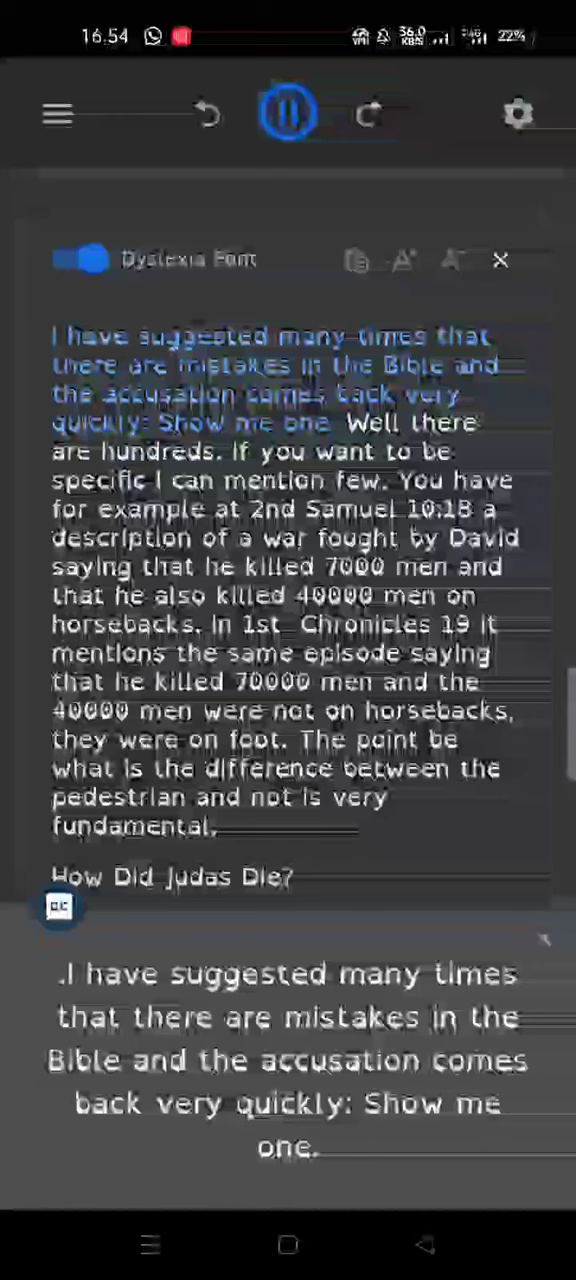 16.54
36.0
KB/S
22%
Dyslexia Font
I have suggested many times that
there are mistakes in the Bible and
the accusation comes back very
quickly: Show me one. Well there
are hundreds. If you want to be
specific I can mention few. You have
for example at 2nd Samuel 10:18 a
description of a war fought by David
saying that he killed 7000 men and
that he also killed 40000 men on
horsebacks. In 1st Chronicles 19 it
mentions the same episode saying
that he killed 70000 men and the
40000 men were not on horsebacks,
they were on foot. The point be
what is the difference between the
pedestrian and not is very
fundamental.
How Did Judas Die?
.I have suggested many times
that there are mistakes in the
Bible and the accusation comes
back very quickly: Show me
one.